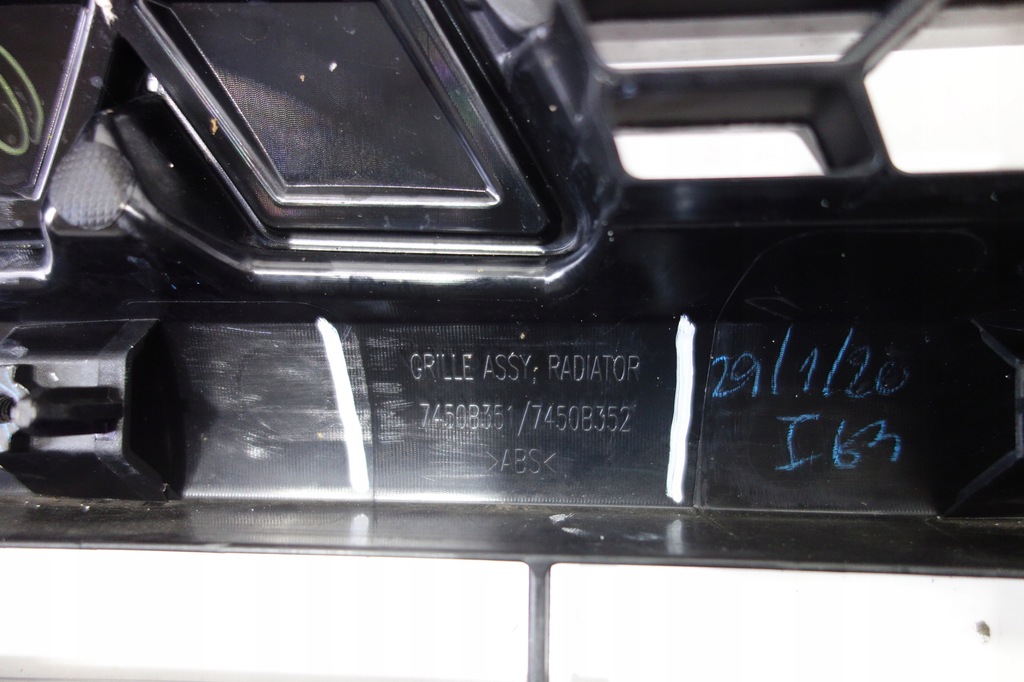 GRILLE ASSY; RADIATOR
7450B351/7450B352
>ABS<
29/1/20
I63